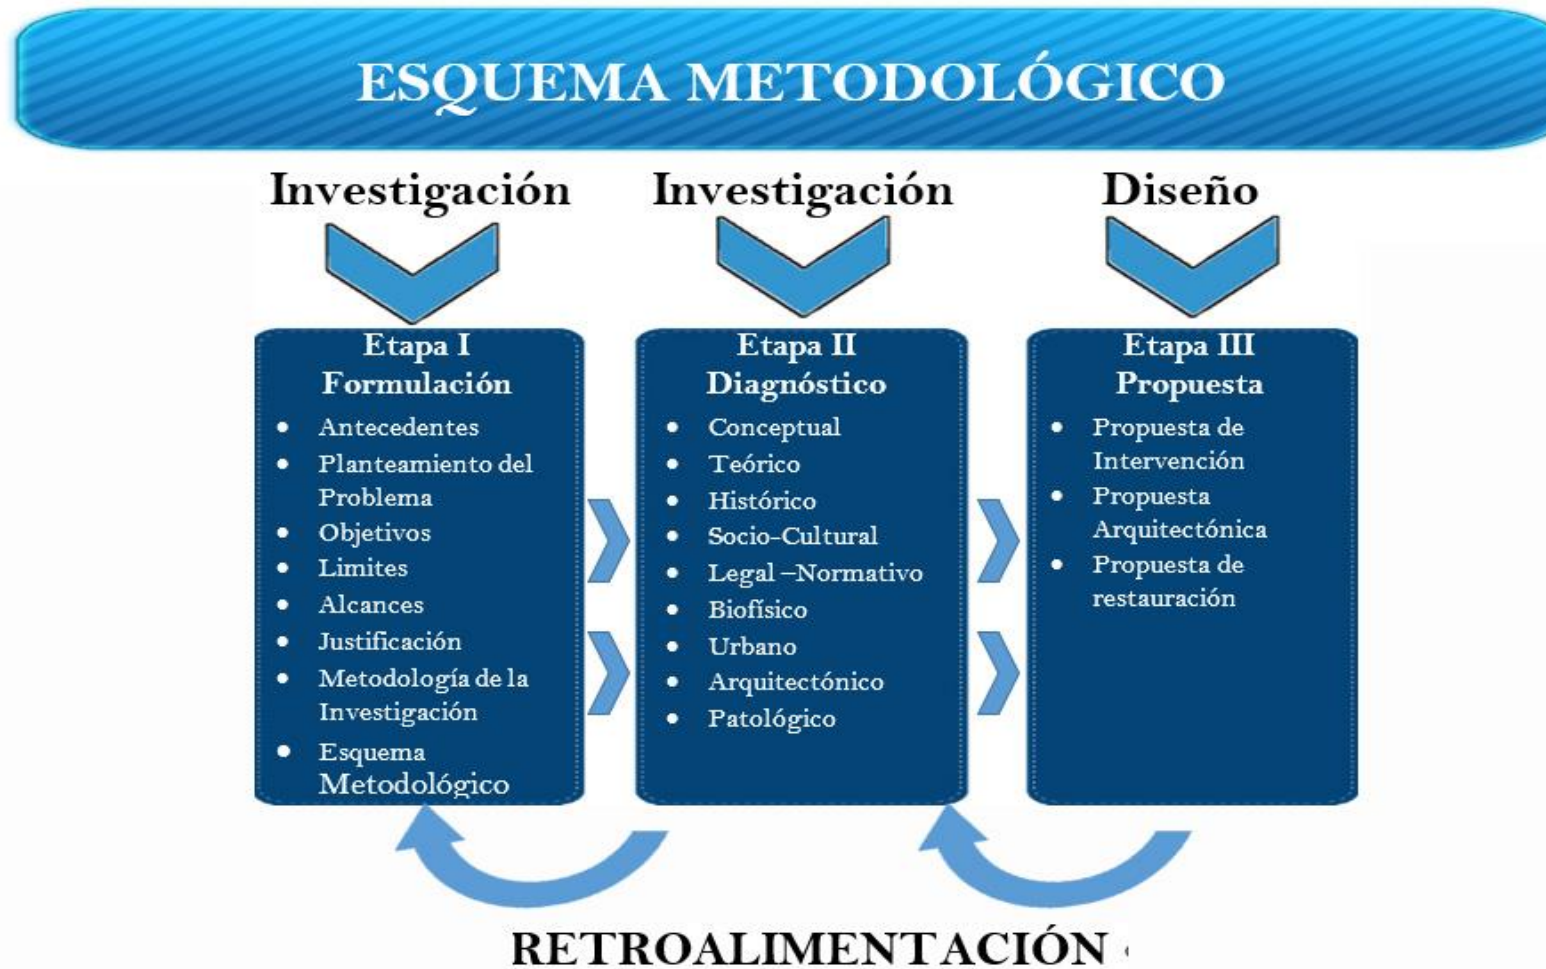 ESQUEMA METODOLÓGICO
Investigación
Investigación
Diseño
Etapa I
Formulación
• Antecedentes
• Planteamiento del
Problema
• Objetivos
• Limites
• Alcances
• Justificación
• Metodología de la
Investigación
• Esquema
Metodológico
Etapa II
Diagnóstico
• Conceptual
• Teórico
• Histórico
• Socio-Cultural
• Legal –Normativo
• Biofísico
• Urbano
• Arquitectónico
• Patológico
Etapa III
Propuesta
• Propuesta de
Intervención
• Propuesta
Arquitectónica
• Propuesta de
restauración
RETROALIMENTACIÓN